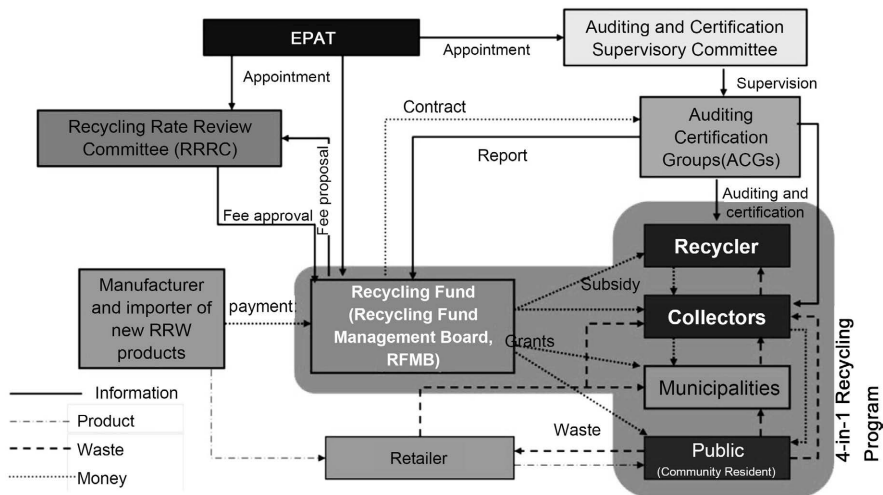 EPAT
Appointment
Auditing and Certification
Supervisory Committee
Appointment
Supervision
Recycling Rate Review
Committee (RRRC)
Contract
Auditing
Certification
Groups(ACGs)
Report
Fee proposal
Fee approval
Auditing and
certification
Recycler
Manufacturer
and importer of
new RRW
products
payment:
Recycling Fund
(Recycling Fund
Management Board,
RFMB)
Subsidy
Collectors
Grants
Municipalities
4-in-1 Recycling
Program
Information
Product
Waste
Money
Retailer
Waste
Public
(Community Resident)